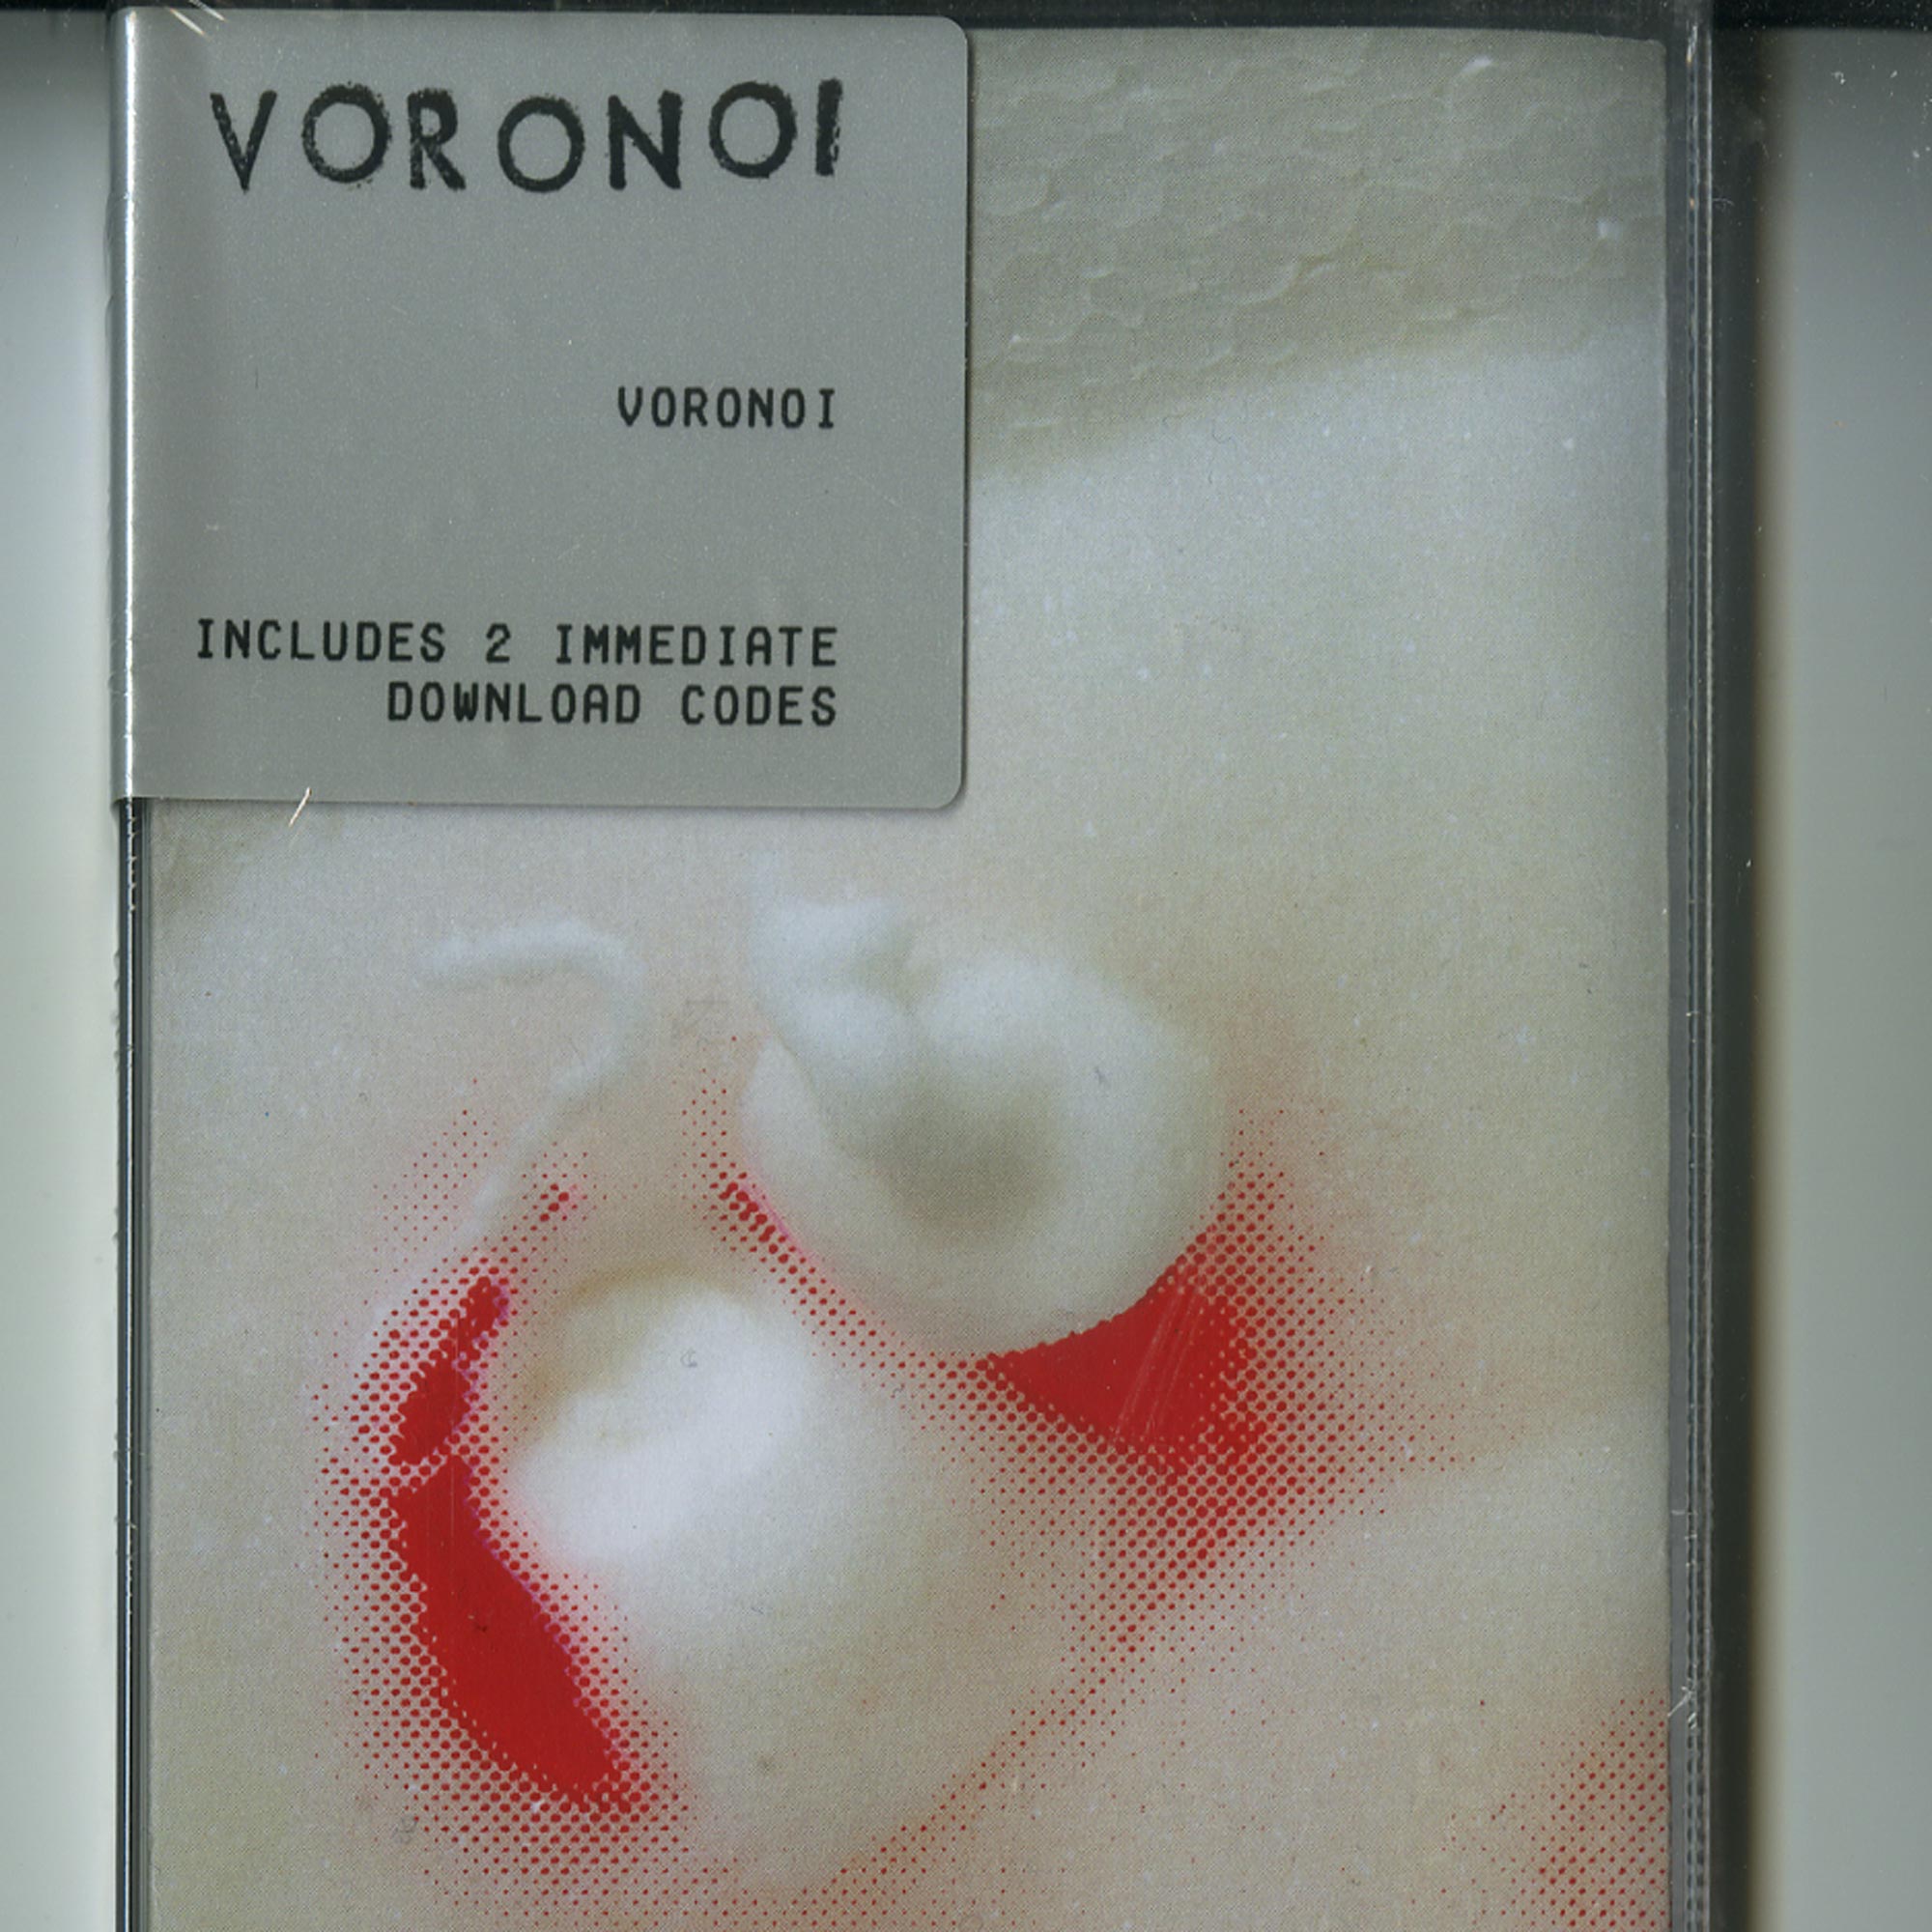 VORONOI
VORONOI
INCLUDES 2 IMMEDIATE
DOWNLOAD CODES